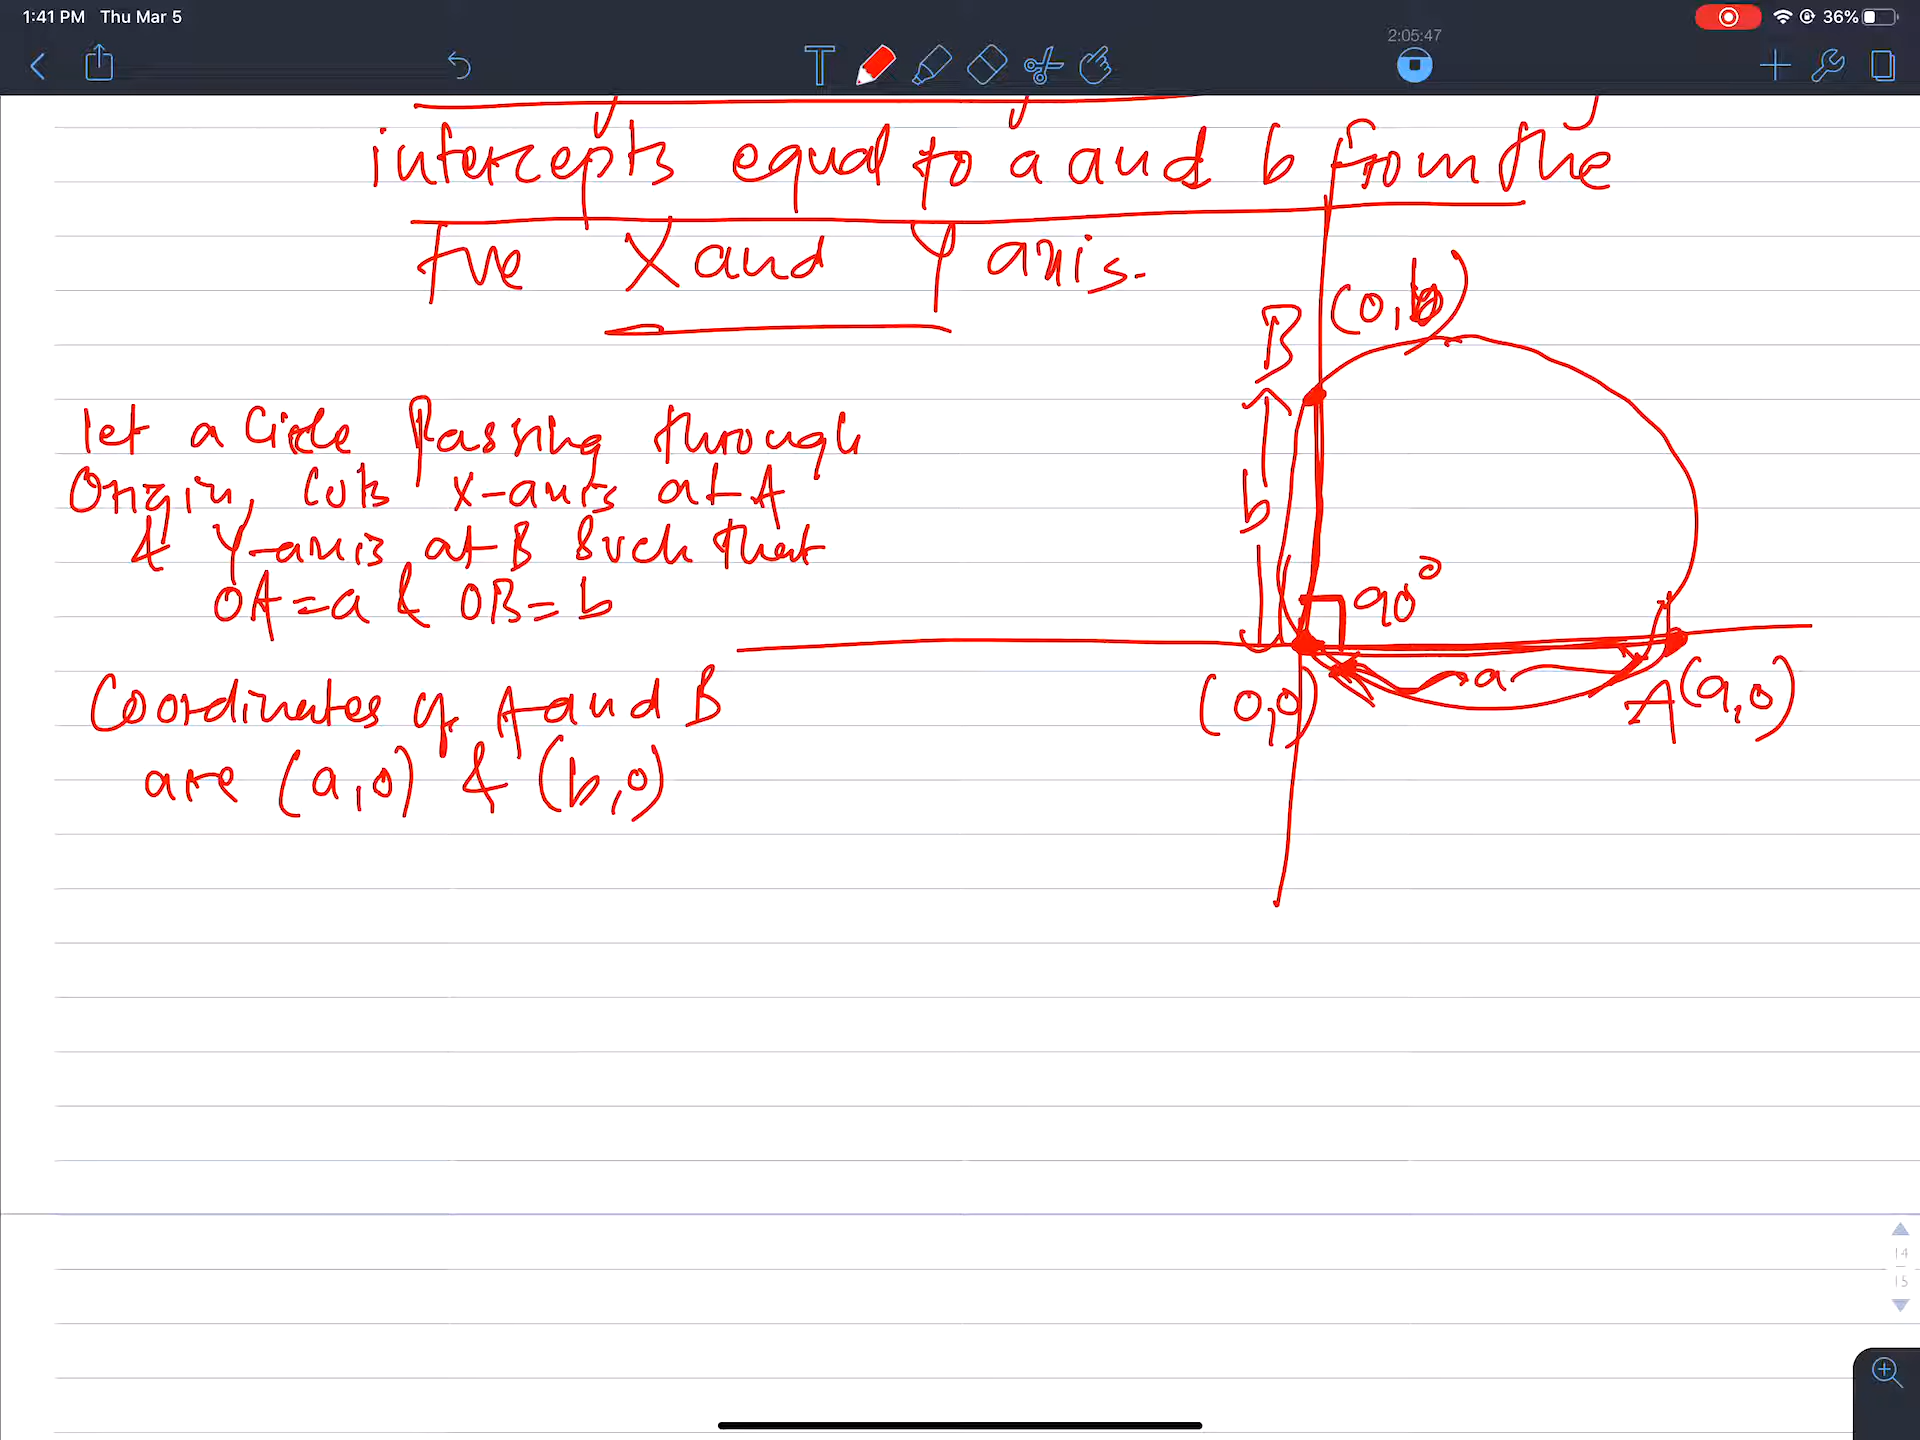 1:41 PM Thu Mar 5
36%
2:05:47
intercepts equal to a and b from the
+ve X and Y axis.
(0,b)
B
let a Circle Passing through
Origin, cuts X-axis at A
& Y-axis at B Such that
OA = a & OB = b
b
90°
(0,0)
a
A(a,0)
Coordinates of A and B
are (a,0) & (b,0)
14
15